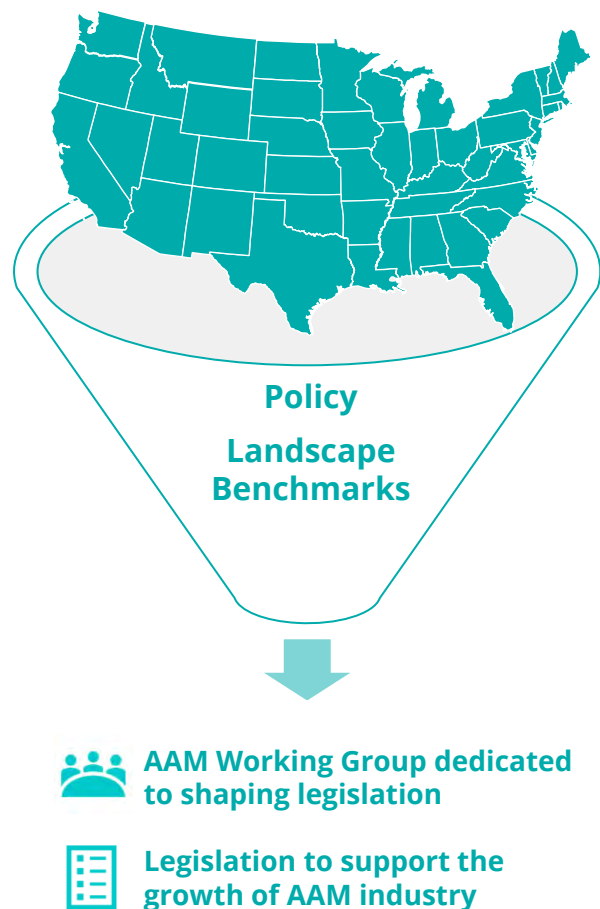 Policy
Landscape
Benchmarks
AAM Working Group dedicated
to shaping legislation
Legislation to support the
growth of AAM industry